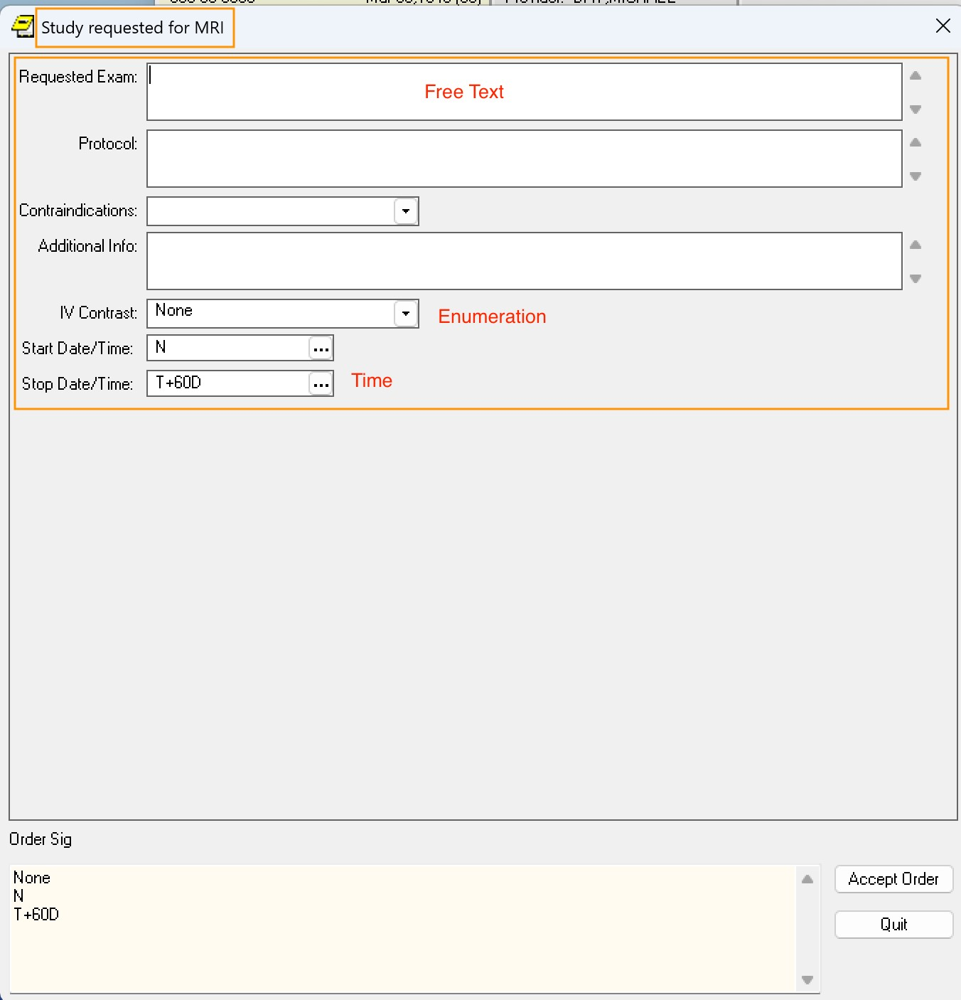 Study requested for MRI
Requested Exam:
Free Text
Protocol:
Contraindications:
Additional Info:
IV Contrast: None
Enumeration
Start Date/Time: N ...
Stop Date/Time: T+60D ...
Time
Order Sig
None
N
T+60D
Accept Order
Quit